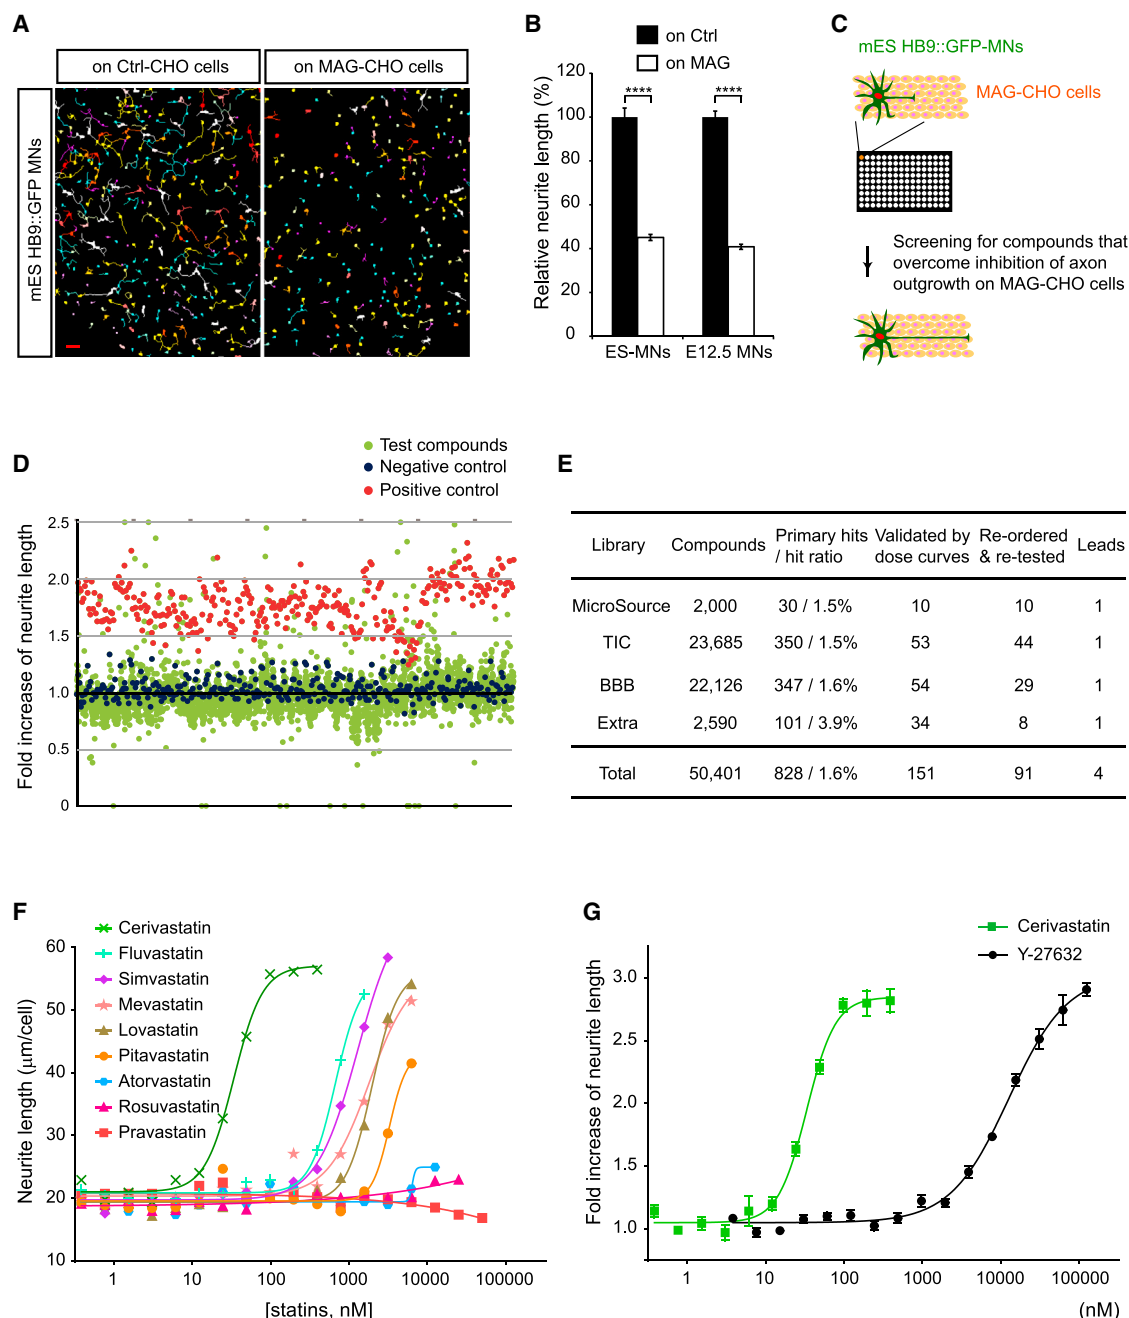 A
on Ctrl-CHO cells
on MAG-CHO cells
mES HB9::GFP MNs
B
on Ctrl
on MAG
Relative neurite length (%)
120
100
80
60
40
20
0
****
****
ES-MNs
E12.5 MNs
C
mES HB9::GFP-MNs
MAG-CHO cells
Screening for compounds that
overcome inhibition of axon
outgrowth on MAG-CHO cells
D
Test compounds
Negative control
Positive control
Fold increase of neurite length
2.5
2.0
1.5
1.0
0.5
0
E
Library Compounds Primary hits / hit ratio Validated by dose curves Re-ordered & re-tested Leads
MicroSource 2,000 30 / 1.5% 10 10 1
TIC 23,685 350 / 1.5% 53 44 1
BBB 22,126 347 / 1.6% 54 29 1
Extra 2,590 101 / 3.9% 34 8 1
Total 50,401 828 / 1.6% 151 91 4
F
Cerivastatin
Fluvastatin
Simvastatin
Mevastatin
Lovastatin
Pitavastatin
Atorvastatin
Rosuvastatin
Pravastatin
Neurite length (μm/cell)
60
50
40
30
20
10
1 10 100 1000 10000 100000
[statins, nM]
G
Cerivastatin
Y-27632
Fold increase of neurite length
3.0
2.5
2.0
1.5
1.0
1 10 100 1000 10000 100000
(nM)